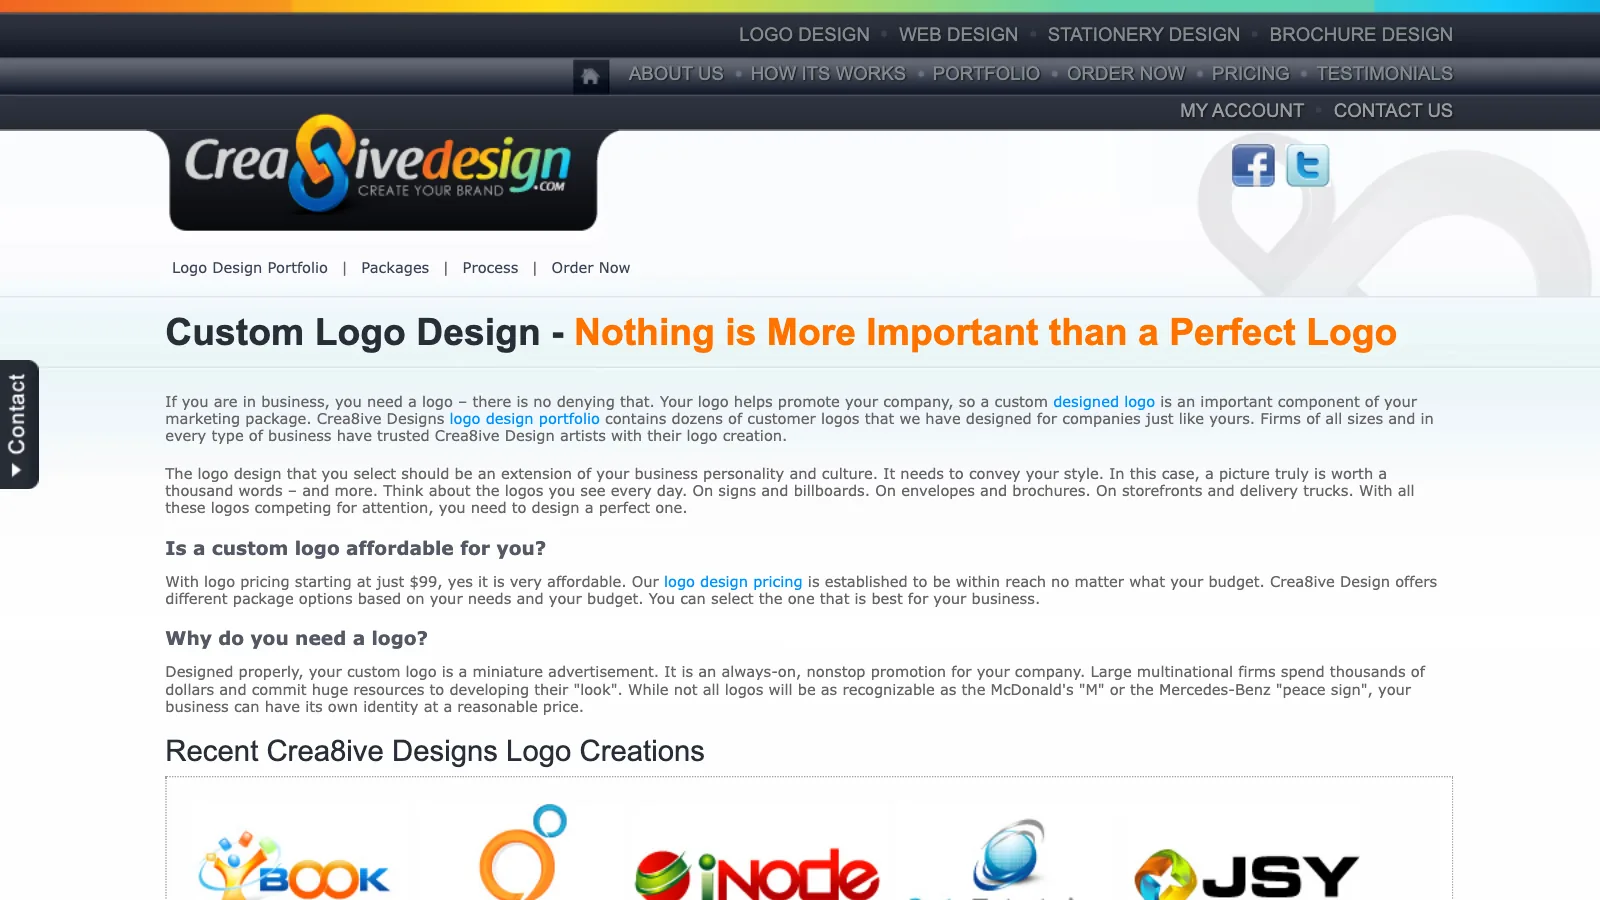 LOGO DESIGN • WEB DESIGN • STATIONERY DESIGN • BROCHURE DESIGN
ABOUT US • HOW ITS WORKS • PORTFOLIO • ORDER NOW • PRICING • TESTIMONIALS
MY ACCOUNT • CONTACT US
Crea8ivedesign.COM
CREATE YOUR BRAND
Logo Design Portfolio | Packages | Process | Order Now
Custom Logo Design - Nothing is More Important than a Perfect Logo
Contact
If you are in business, you need a logo – there is no denying that. Your logo helps promote your company, so a custom designed logo is an important component of your
marketing package. Crea8ive Designs logo design portfolio contains dozens of customer logos that we have designed for companies just like yours. Firms of all sizes and in
every type of business have trusted Crea8ive Design artists with their logo creation.
The logo design that you select should be an extension of your business personality and culture. It needs to convey your style. In this case, a picture truly is worth a
thousand words – and more. Think about the logos you see every day. On signs and billboards. On envelopes and brochures. On storefronts and delivery trucks. With all
these logos competing for attention, you need to design a perfect one.
Is a custom logo affordable for you?
With logo pricing starting at just $99, yes it is very affordable. Our logo design pricing is established to be within reach no matter what your budget. Crea8ive Design offers
different package options based on your needs and your budget. You can select the one that is best for your business.
Why do you need a logo?
Designed properly, your custom logo is a miniature advertisement. It is an always-on, nonstop promotion for your company. Large multinational firms spend thousands of
dollars and commit huge resources to developing their "look". While not all logos will be as recognizable as the McDonald's "M" or the Mercedes-Benz "peace sign", your
business can have its own identity at a reasonable price.
Recent Crea8ive Designs Logo Creations
BOOK
iNode
JSY